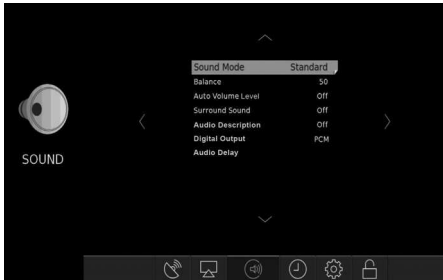 Sound Mode Standard
Balance 50
Auto Volume Level Off
Surround Sound Off
Audio Description Off
Digital Output PCM
Audio Delay
SOUND